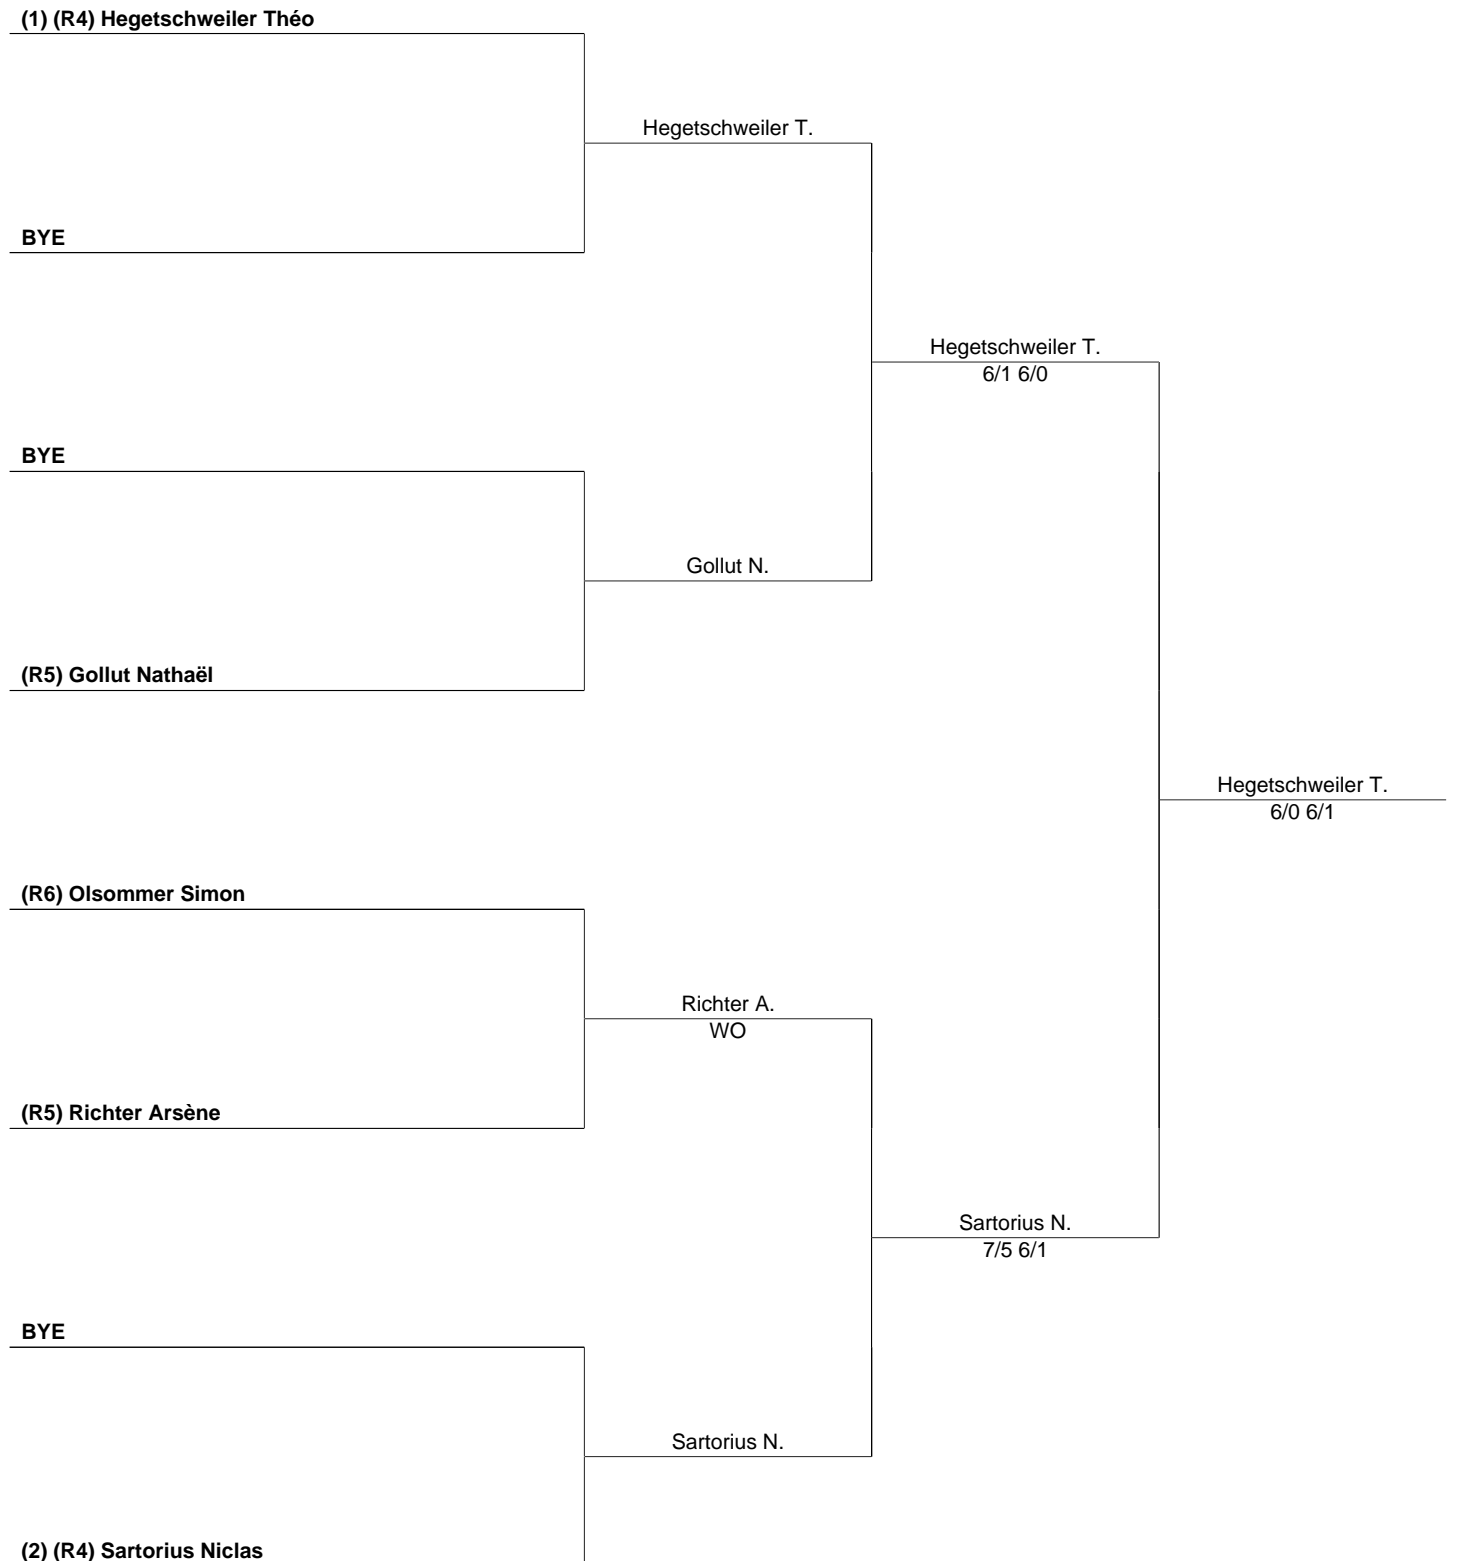 (1) (R4) Hegetschweiler Théo
Hegetschweiler T.
BYE
Hegetschweiler T.
6/1 6/0
BYE
Gollut N.
(R5) Gollut Nathaël
Hegetschweiler T.
6/0 6/1
(R6) Olsommer Simon
Richter A.
WO
(R5) Richter Arsène
Sartorius N.
7/5 6/1
BYE
Sartorius N.
(2) (R4) Sartorius Niclas